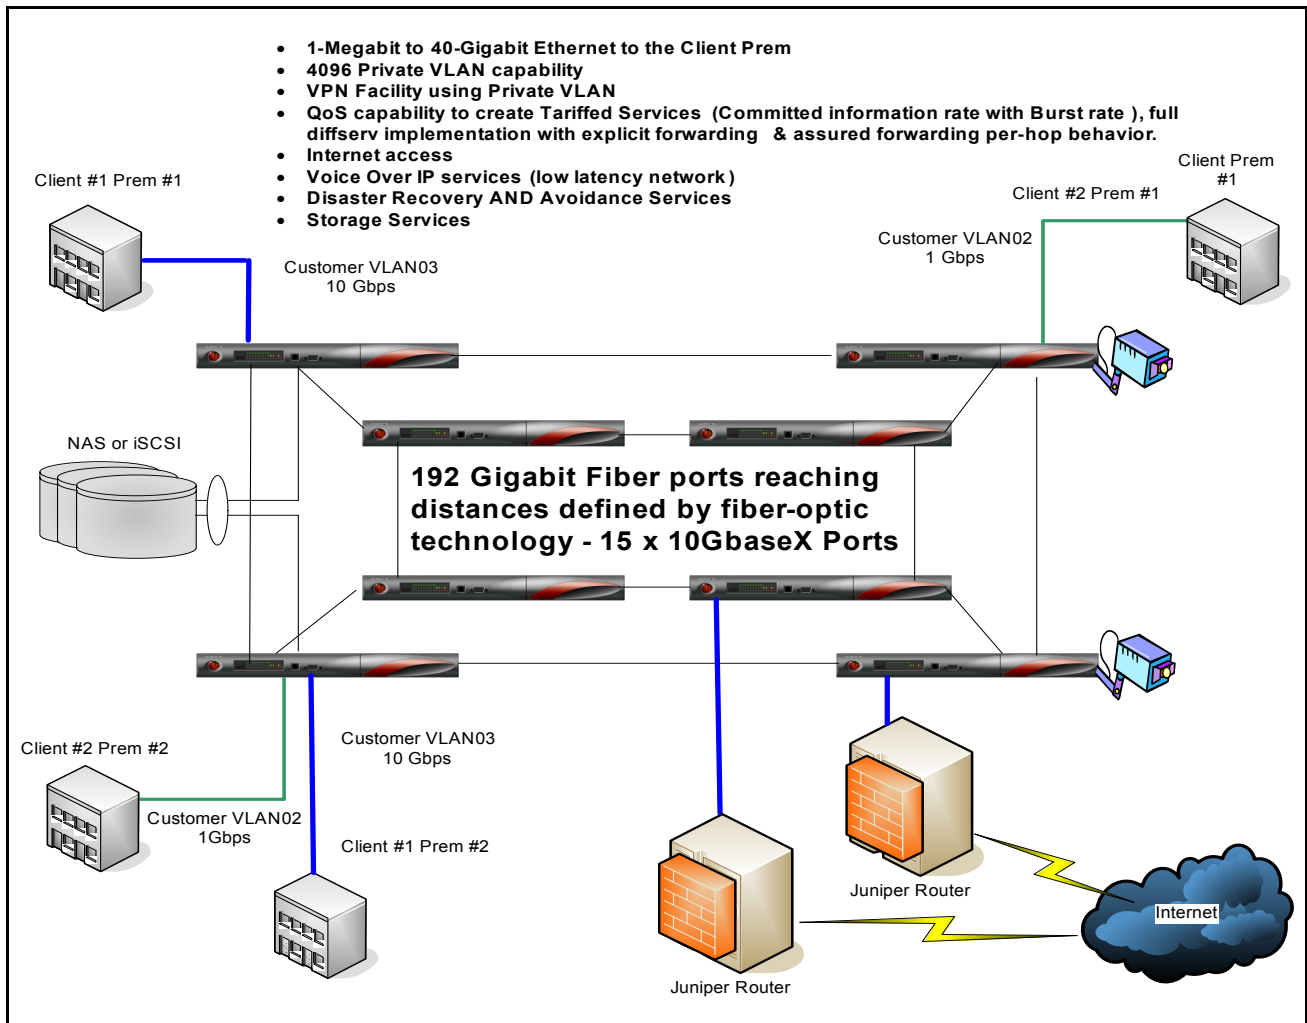 • 1-Megabit to 40-Gigabit Ethernet to the Client Prem
• 4096 Private VLAN capability
• VPN Facility using Private VLAN
• QoS capability to create Tariffed Services (Committed information rate with Burst rate ), full
diffserv implementation with explicit forwarding & assured forwarding per-hop behavior.
• Internet access
• Voice Over IP services (low latency network)
• Disaster Recovery AND Avoidance Services
• Storage Services
Client #1 Prem #1
Client Prem
#1
Client #2 Prem #1
Customer VLAN03
10 Gbps
Customer VLAN02
1 Gbps
NAS or iSCSI
192 Gigabit Fiber ports reaching
distances defined by fiber-optic
technology - 15 x 10GbaseX Ports
Client #2 Prem #2
Customer VLAN03
10 Gbps
Customer VLAN02
1Gbps
Client #1 Prem #2
Juniper Router
Internet
Juniper Router